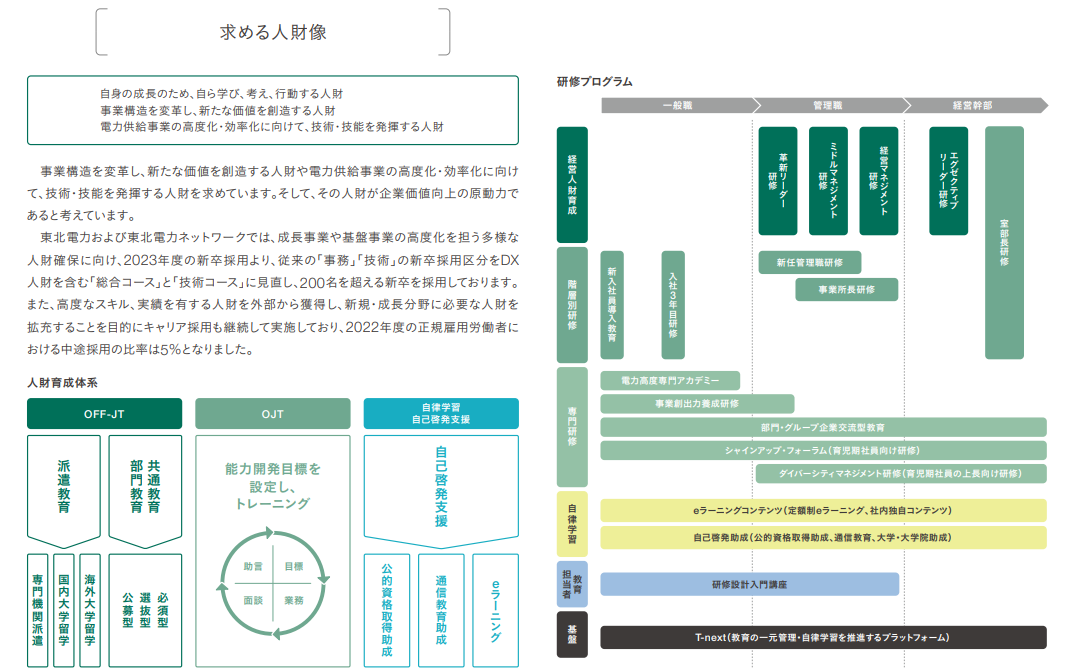 求める人財像
自身の成長のため、自ら学び、考え、行動する人財
事業構造を変革し、新たな価値を創造する人財
電力供給事業の高度化・効率化に向けて、技術・技能を発揮する人財
事業構造を変革し、新たな価値を創造する人財や電力供給事業の高度化・効率化に向け
て、技術・技能を発揮する人財を求めています。そして、その人財が企業価値向上の原動力で
あると考えています。
東北電力および東北電力ネットワークでは、成長事業や基盤事業の高度化を担う多様な
人財確保に向け、2023年度の新卒採用より、従来の「事務」「技術」の新卒採用区分をDX
人財を含む「総合コース」と「技術コース」に見直し、200名を超える新卒を採用しております。
また、高度なスキル、実績を有する人財を外部から獲得し、新規・成長分野に必要な人財を
拡充することを目的にキャリア採用も継続して実施しており、2022年度の正規雇用労働者に
おける中途採用の比率は5%となりました。
人財育成体系
OFF-JT
OJT
自律学習
自己啓発支援
派遣教育
共通教育
部門教育
能力開発目標を
設定し、
トレーニング
自己啓発支援
専門機関派遣
国内大学留学
海外大学留学
必須型
選抜型
公募型
助言
目標
面談
業務
公的資格取得助成
通信教育助成
eラーニング
研修プログラム
一般職
管理職
経営幹部
経営人財育成
革新リーダー
研修
ミドルマネジメント
研修
経営マネジメント
研修
エグゼクティブ
リーダー研修
室部長研修
階層別研修
新入社員導入教育
入社3年目研修
新任管理職研修
事業所長研修
専門研修
電力高度専門アカデミー
事業創出力養成研修
部門・グループ企業交流型教育
シャインアップ・フォーラム（育児期社員向け研修）
ダイバーシティマネジメント研修（育児期社員の上長向け研修）
自律学習
eラーニングコンテンツ（定額制eラーニング、社内独自コンテンツ）
自己啓発助成（公的資格取得助成、通信教育、大学・大学院助成）
教育
担当者
研修設計入門講座
基盤
T-next（教育の一元管理・自律学習を推進するプラットフォーム）